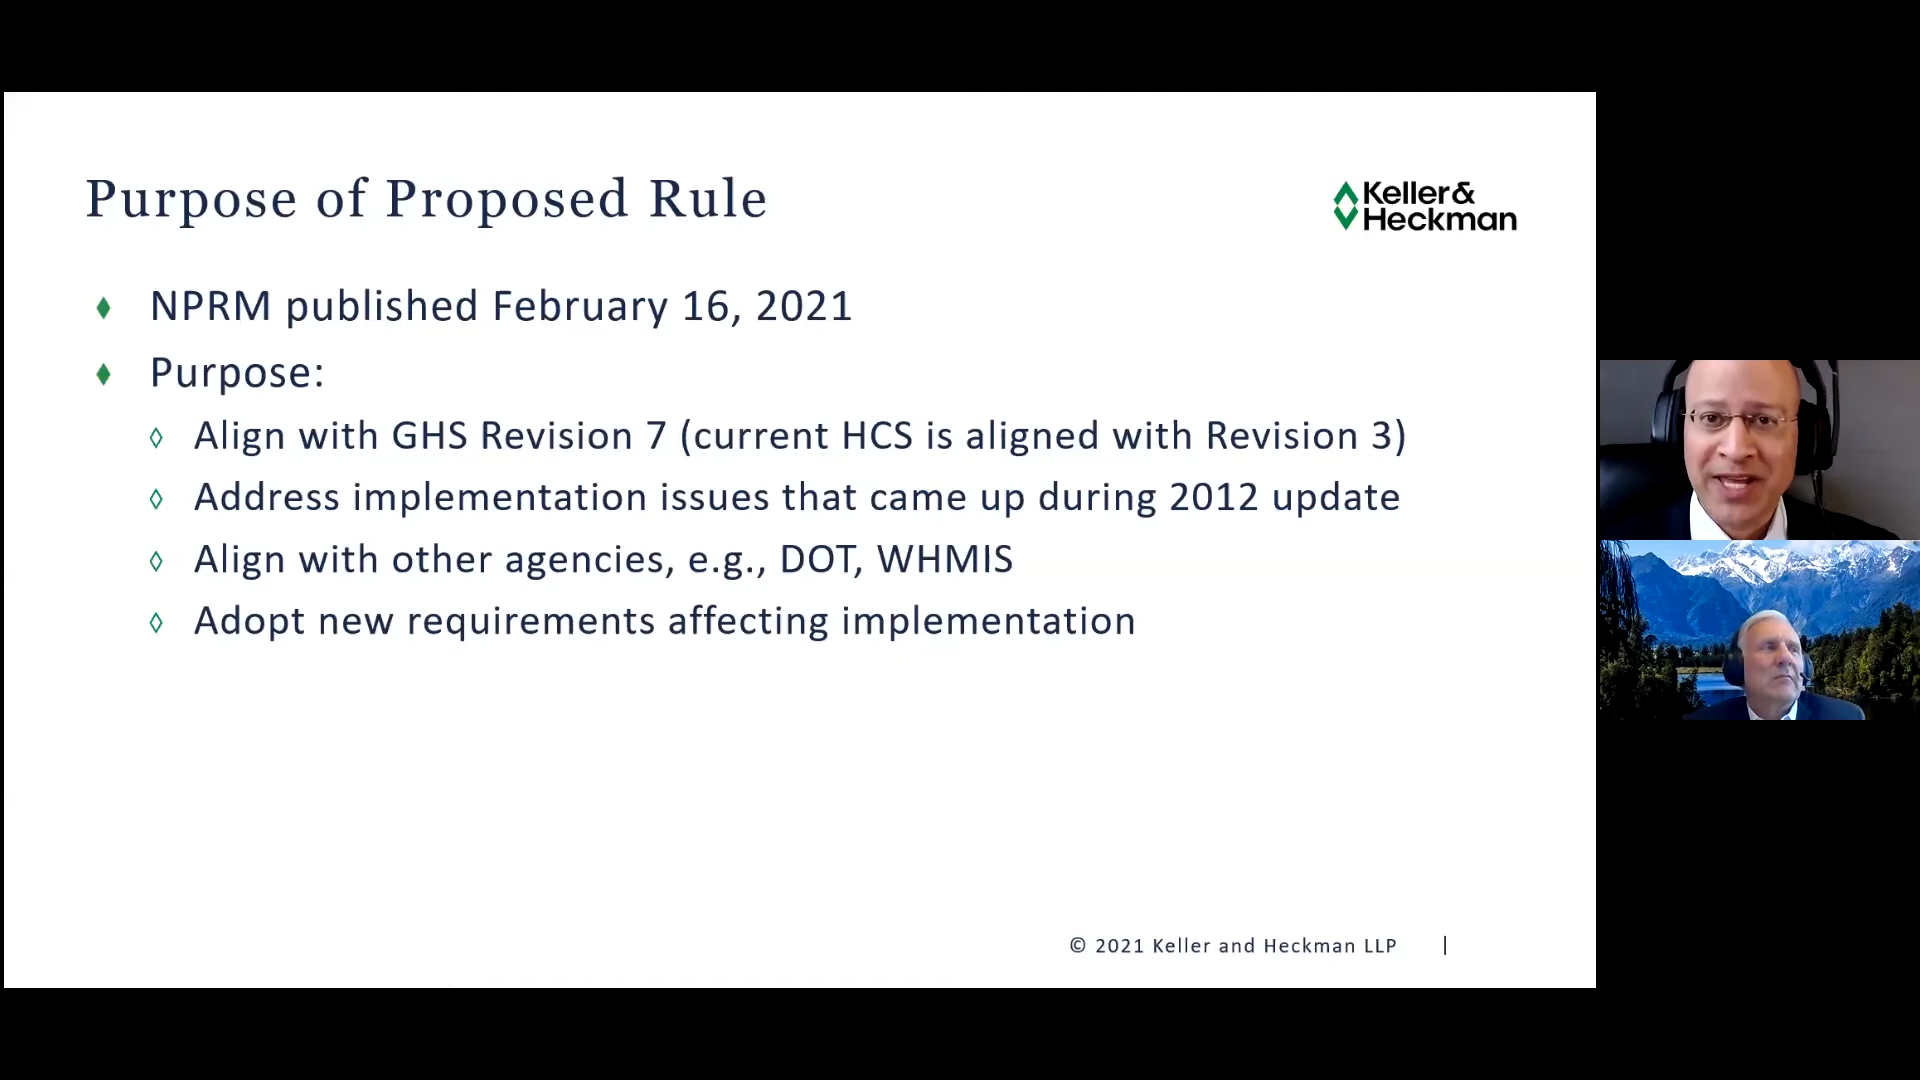 Purpose of Proposed Rule
Keller&
Heckman
♦ NPRM published February 16, 2021
♦ Purpose:
◊ Align with GHS Revision 7 (current HCS is aligned with Revision 3)
◊ Address implementation issues that came up during 2012 update
◊ Align with other agencies, e.g., DOT, WHMIS
◊ Adopt new requirements affecting implementation
© 2021 Keller and Heckman LLP |